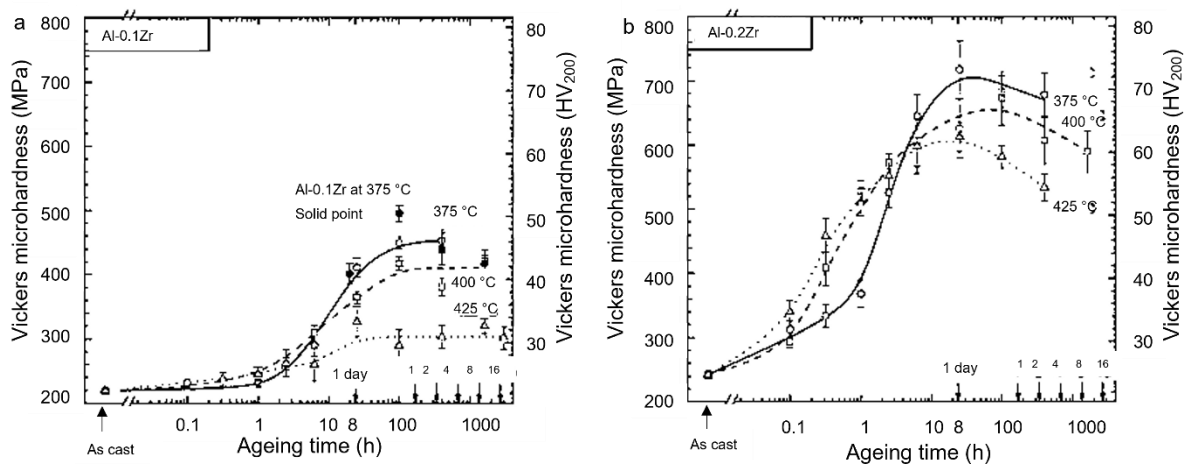 a
Al-0.1Zr
Vickers microhardness (MPa)
800
700
600
500
400
300
200
Vickers microhardness (HV200)
80
70
60
50
40
30
Al-0.1Zr at 375 °C
Solid point
375 °C
400 °C
425 °C
1 day
1 2 4 8 16
0.1 1 10 8 100 1000
As cast
Ageing time (h)
b
Al-0.2Zr
Vickers microhardness (MPa)
800
700
600
500
400
300
200
Vickers microhardness (HV200)
80
70
60
50
40
30
375 °C
400 °C
425 °C
1 day
1 2 4 8 16
0.1 1 10 8 100 1000
As cast
Ageing time (h)